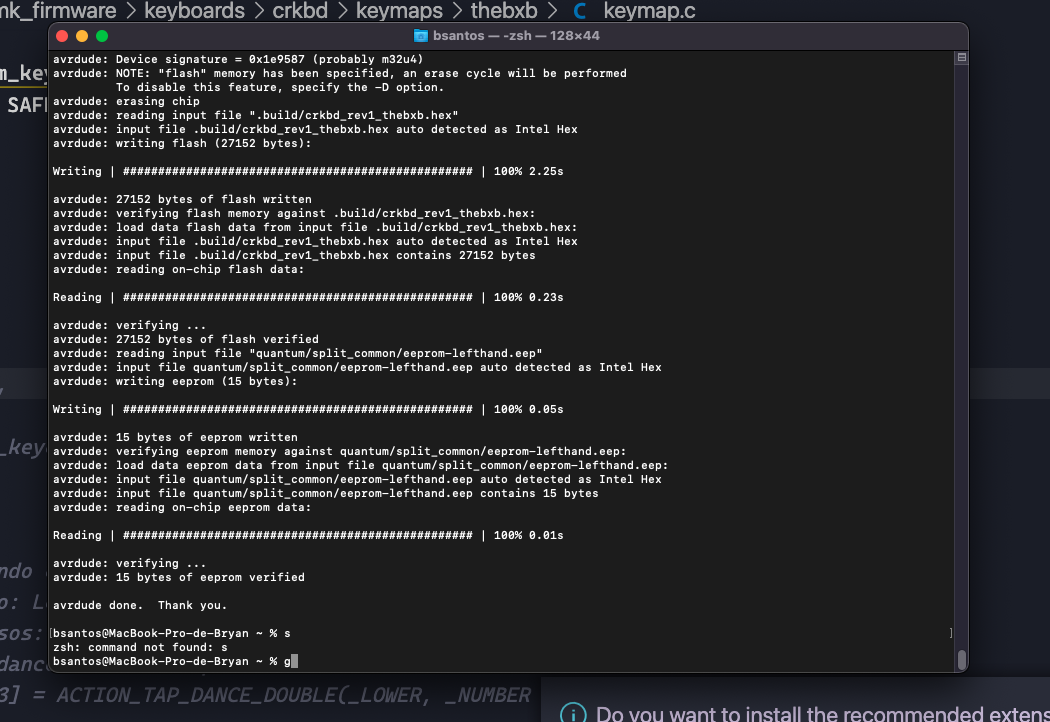 mk_firmware > keyboards > crkbd > keymaps > thebxb > C keymap.c
bsantos — -zsh — 128×44
avrdude: Device signature = 0x1e9587 (probably m32u4)
avrdude: NOTE: "flash" memory has been specified, an erase cycle will be performed
         To disable this feature, specify the -D option.
avrdude: erasing chip
avrdude: reading input file ".build/crkbd_rev1_thebxb.hex"
avrdude: input file .build/crkbd_rev1_thebxb.hex auto detected as Intel Hex
avrdude: writing flash (27152 bytes):
Writing | ################################################## | 100% 2.25s
avrdude: 27152 bytes of flash written
avrdude: verifying flash memory against .build/crkbd_rev1_thebxb.hex:
avrdude: load data flash data from input file .build/crkbd_rev1_thebxb.hex:
avrdude: input file .build/crkbd_rev1_thebxb.hex auto detected as Intel Hex
avrdude: input file .build/crkbd_rev1_thebxb.hex contains 27152 bytes
avrdude: reading on-chip flash data:
Reading | ################################################## | 100% 0.23s
avrdude: verifying ...
avrdude: 27152 bytes of flash verified
avrdude: reading input file "quantum/split_common/eeprom-lefthand.eep"
avrdude: input file quantum/split_common/eeprom-lefthand.eep auto detected as Intel Hex
avrdude: writing eeprom (15 bytes):
Writing | ################################################## | 100% 0.05s
avrdude: 15 bytes of eeprom written
avrdude: verifying eeprom memory against quantum/split_common/eeprom-lefthand.eep:
avrdude: load data eeprom data from input file quantum/split_common/eeprom-lefthand.eep:
avrdude: input file quantum/split_common/eeprom-lefthand.eep auto detected as Intel Hex
avrdude: input file quantum/split_common/eeprom-lefthand.eep contains 15 bytes
avrdude: reading on-chip eeprom data:
Reading | ################################################## | 100% 0.01s
avrdude: verifying ...
avrdude: 15 bytes of eeprom verified
avrdude done.  Thank you.
[bsantos@MacBook-Pro-de-Bryan ~ % s ]
zsh: command not found: s
bsantos@MacBook-Pro-de-Bryan ~ % g
m_key
SAF
_key
ndo
o: L
sos:
danc
3] = ACTION_TAP_DANCE_DOUBLE(_LOWER, _NUMBER
Do you want to install the recommended extens